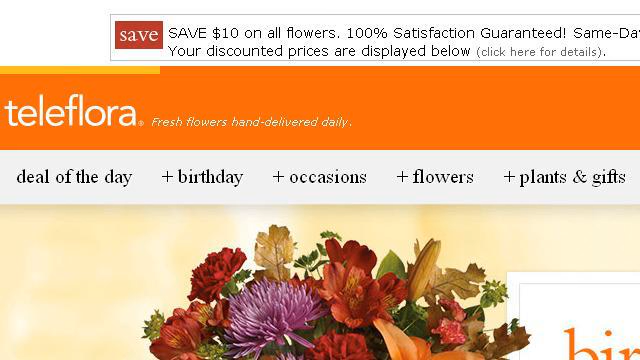 save SAVE $10 on all flowers. 100% Satisfaction Guaranteed! Same-Da
Your discounted prices are displayed below (click here for details).
teleflora® Fresh flowers hand-delivered daily.
deal of the day + birthday + occasions + flowers + plants & gifts
bir